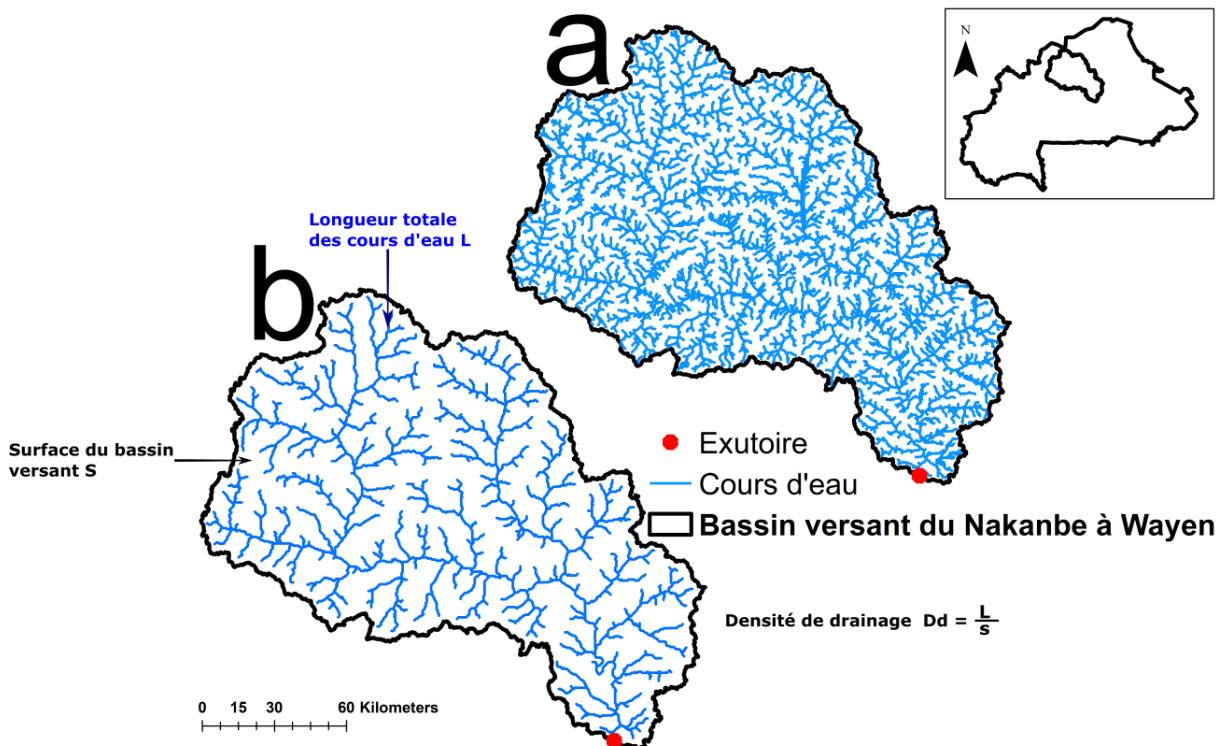 a
N
Longueur totale
des cours d'eau L
b
Surface du bassin
versant S
Exutoire
Cours d'eau
Bassin versant du Nakanbe à Wayen
Densité de drainage Dd = L/s
0 15 30 60 Kilometers